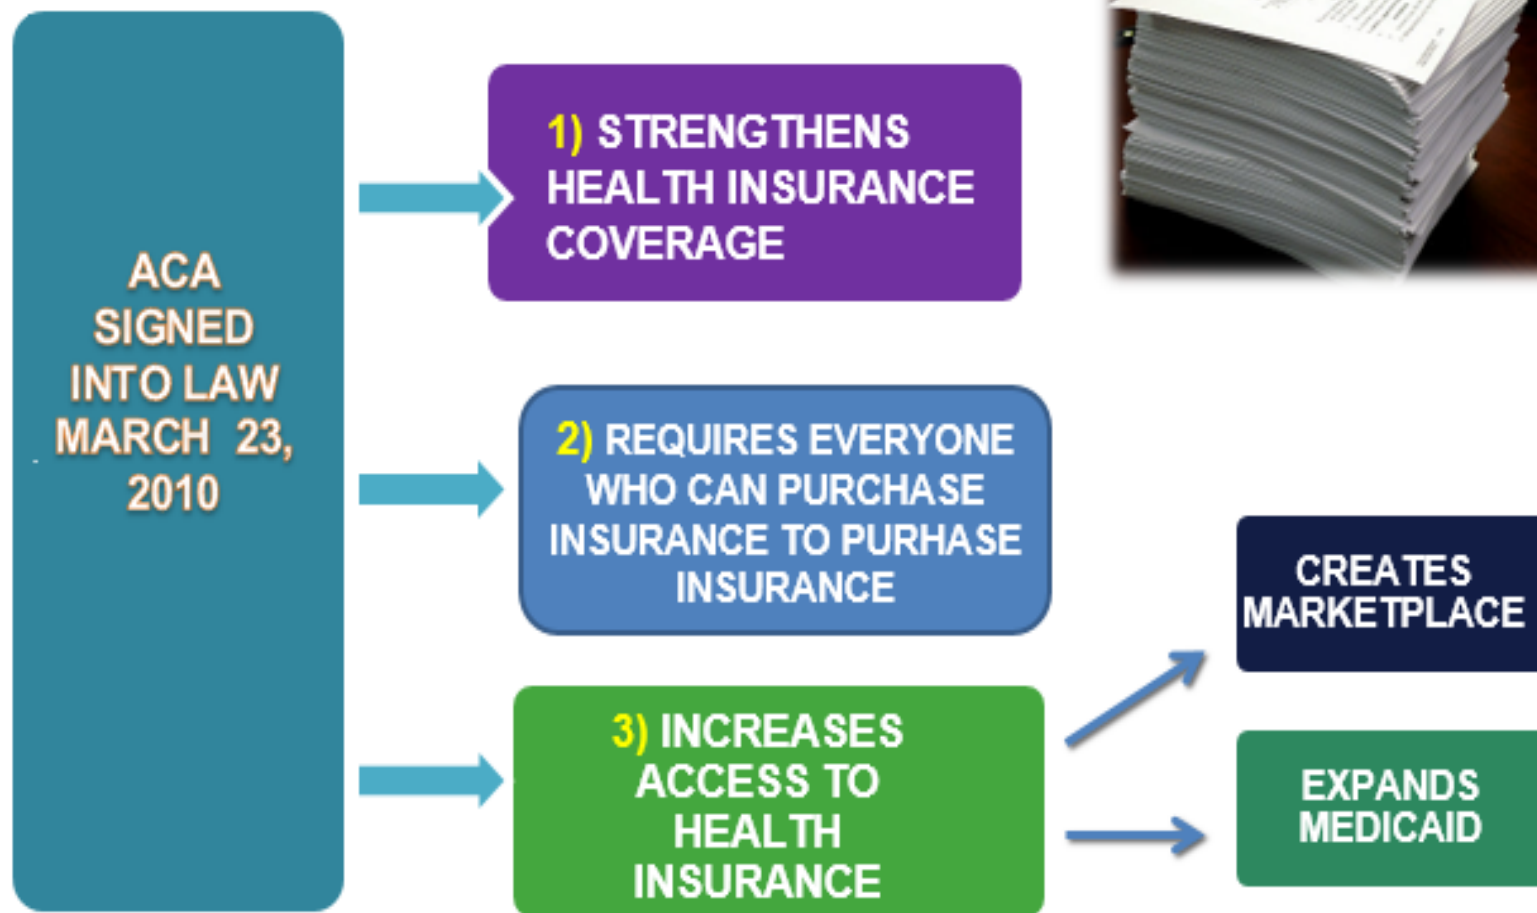 ACA
SIGNED
INTO LAW
MARCH 23,
2010
1) STRENGTHENS
HEALTH INSURANCE
COVERAGE
2) REQUIRES EVERYONE
WHO CAN PURCHASE
INSURANCE TO PURHASE
INSURANCE
3) INCREASES
ACCESS TO
HEALTH
INSURANCE
CREATES
MARKETPLACE
EXPANDS
MEDICAID